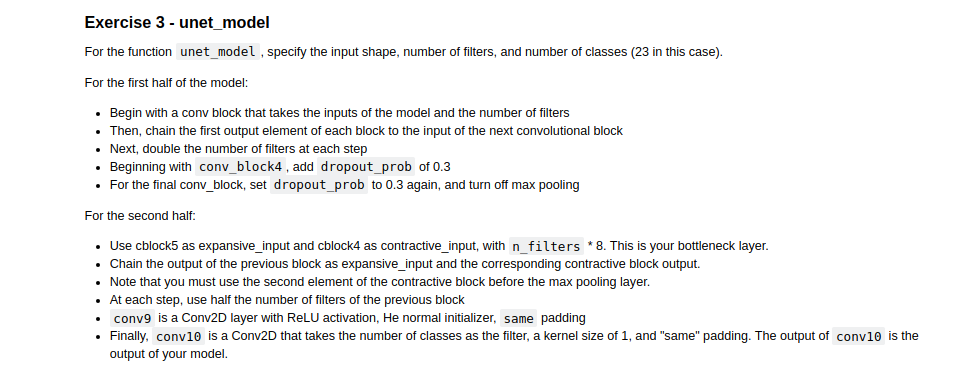 Exercise 3 - unet_model
For the function unet_model , specify the input shape, number of filters, and number of classes (23 in this case).
For the first half of the model:
• Begin with a conv block that takes the inputs of the model and the number of filters
• Then, chain the first output element of each block to the input of the next convolutional block
• Next, double the number of filters at each step
• Beginning with conv_block4 , add dropout_prob of 0.3
• For the final conv_block, set dropout_prob to 0.3 again, and turn off max pooling
For the second half:
• Use cblock5 as expansive_input and cblock4 as contractive_input, with n_filters * 8. This is your bottleneck layer.
• Chain the output of the previous block as expansive_input and the corresponding contractive block output.
• Note that you must use the second element of the contractive block before the max pooling layer.
• At each step, use half the number of filters of the previous block
• conv9 is a Conv2D layer with ReLU activation, He normal initializer, same padding
• Finally, conv10 is a Conv2D that takes the number of classes as the filter, a kernel size of 1, and "same" padding. The output of conv10 is the
output of your model.